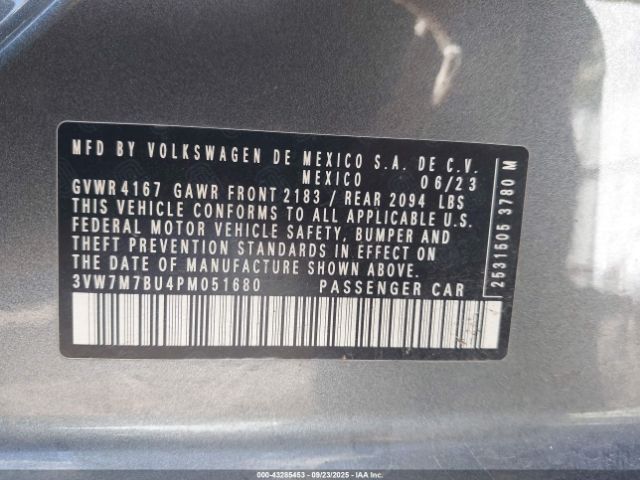 MFD BY VOLKSWAGEN DE MEXICO S.A. DE C.V.
MEXICO 06/23
GVWR 4167 GAWR FRONT 2183 / REAR 2094 LBS
THIS VEHICLE CONFORMS TO ALL APPLICABLE U.S.
FEDERAL MOTOR VEHICLE SAFETY, BUMPER AND
THEFT PREVENTION STANDARDS IN EFFECT ON
THE DATE OF MANUFACTURE SHOWN ABOVE.
3VW7M7BU4PM051680 PASSENGER CAR
2531505 3780 M
000-43285453 - 09/23/2025 - IAA Inc.